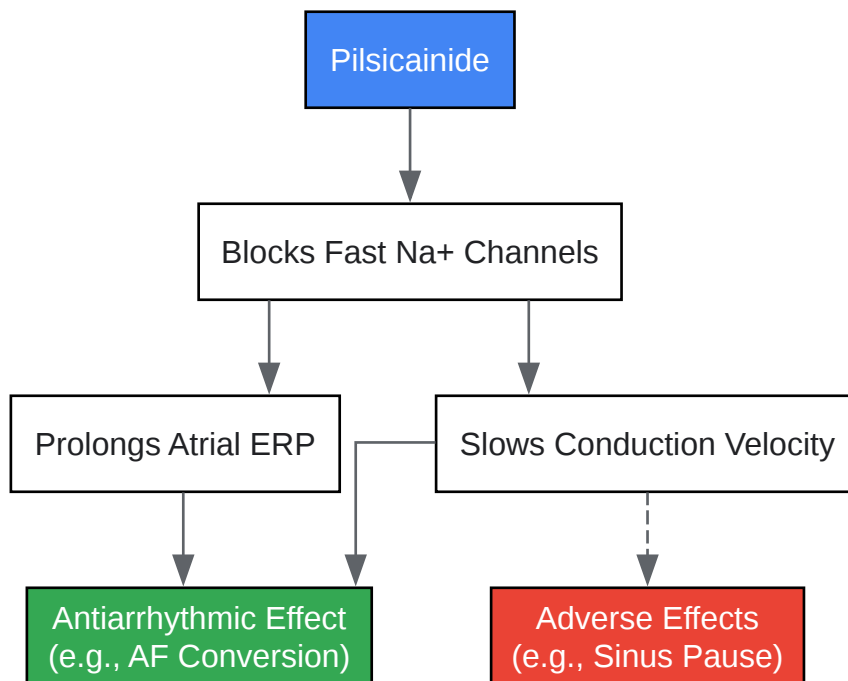 Pilsicainide
Blocks Fast Na+ Channels
Prolongs Atrial ERP
Slows Conduction Velocity
Antiarrhythmic Effect
(e.g., AF Conversion)
Adverse Effects
(e.g., Sinus Pause)